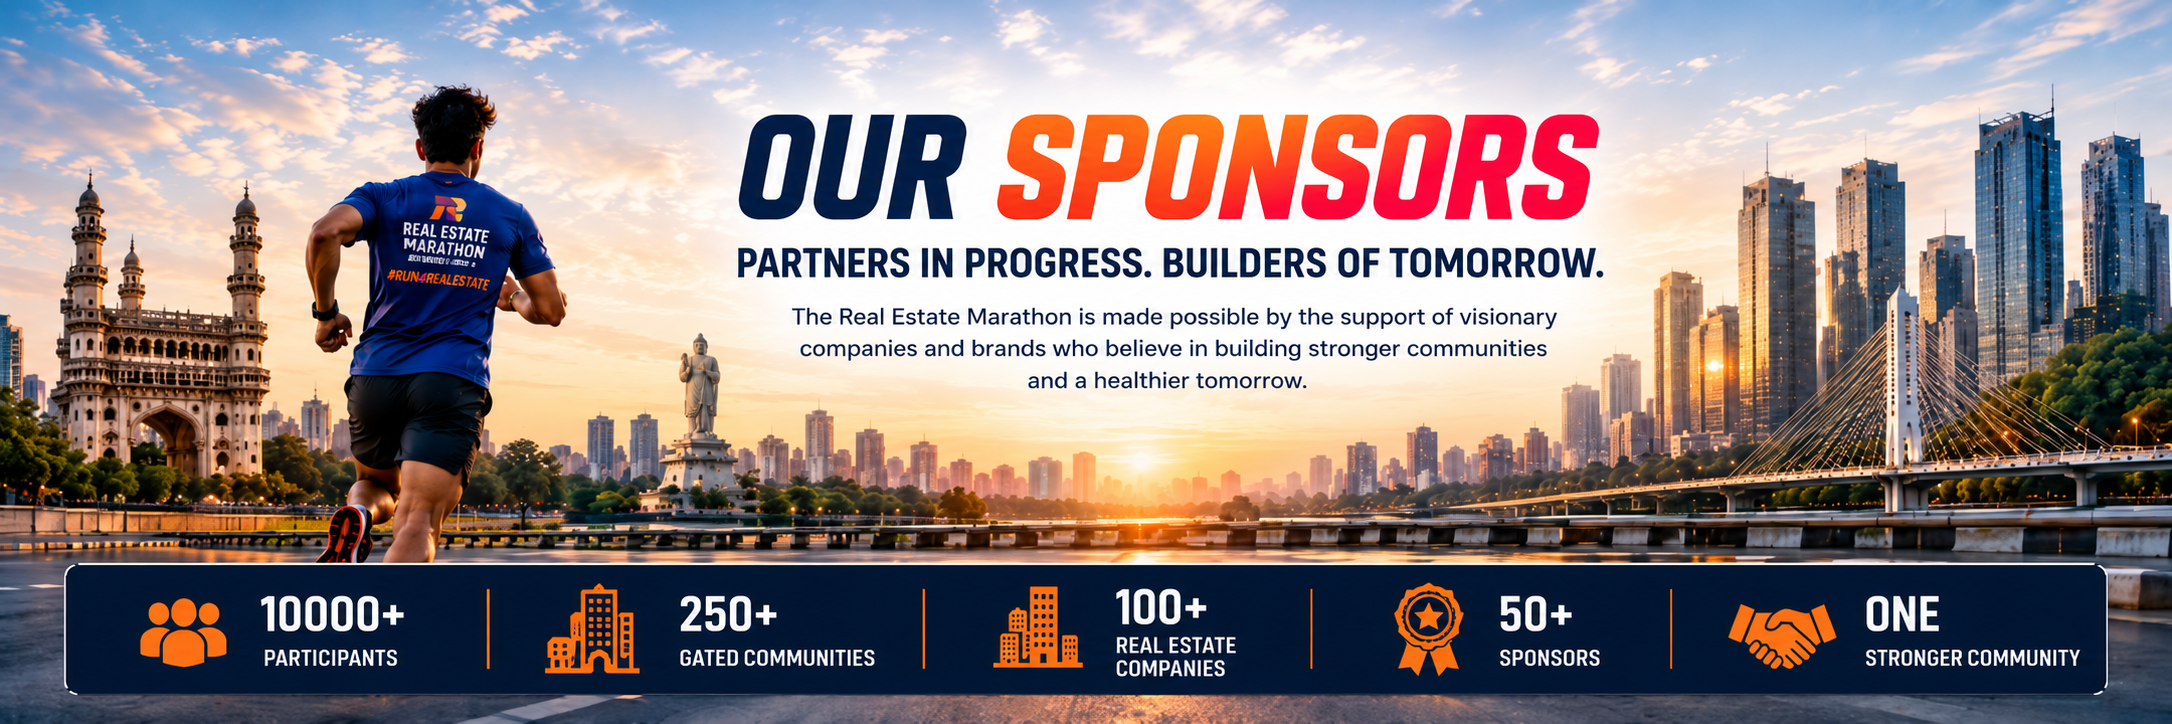 OUR SPONSORS
PARTNERS IN PROGRESS. BUILDERS OF TOMORROW.
The Real Estate Marathon is made possible by the support of visionary
companies and brands who believe in building stronger communities
and a healthier tomorrow.
REAL ESTATE
MARATHON
#RUN4REALESTATE
10000+
PARTICIPANTS
250+
GATED COMMUNITIES
100+
REAL ESTATE
COMPANIES
50+
SPONSORS
ONE
STRONGER COMMUNITY